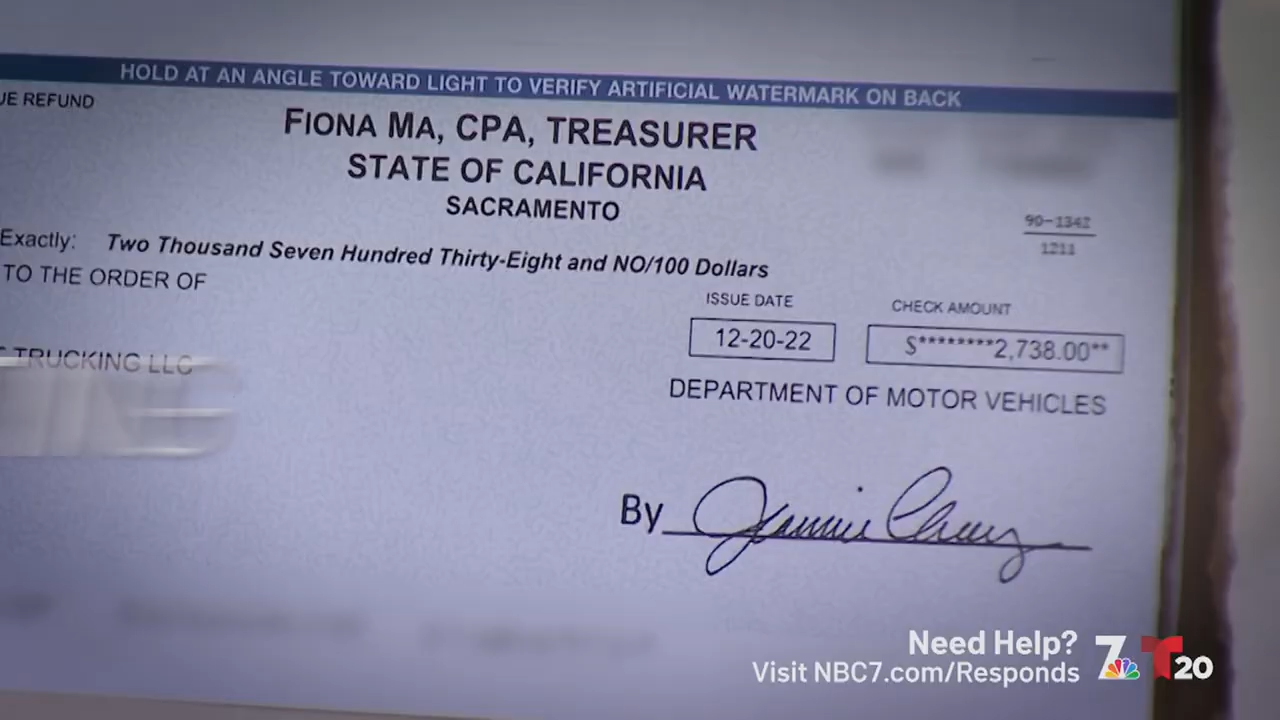 HOLD AT AN ANGLE TOWARD LIGHT TO VERIFY ARTIFICIAL WATERMARK ON BACK
UE REFUND
FIONA MA, CPA, TREASURER
STATE OF CALIFORNIA
SACRAMENTO
90-1342
1211
Exactly: Two Thousand Seven Hundred Thirty-Eight and NO/100 Dollars
TO THE ORDER OF
ISSUE DATE
CHECK AMOUNT
12-20-22
$********2,738.00**
TRUCKING LLC
DEPARTMENT OF MOTOR VEHICLES
By
Need Help?
Visit NBC7.com/Responds
7
20